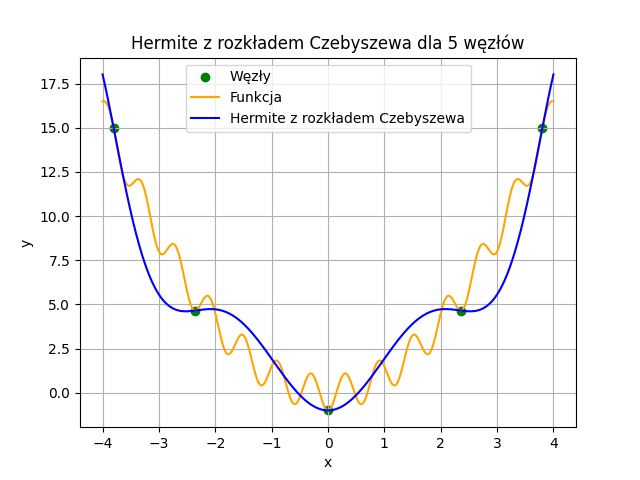 Hermite z rozkładem Czebyszewa dla 5 węzłów
Węzły
Funkcja
Hermite z rozkładem Czebyszewa
17.5
15.0
12.5
10.0
7.5
5.0
2.5
0.0
y
−4 −3 −2 −1 0 1 2 3 4
x